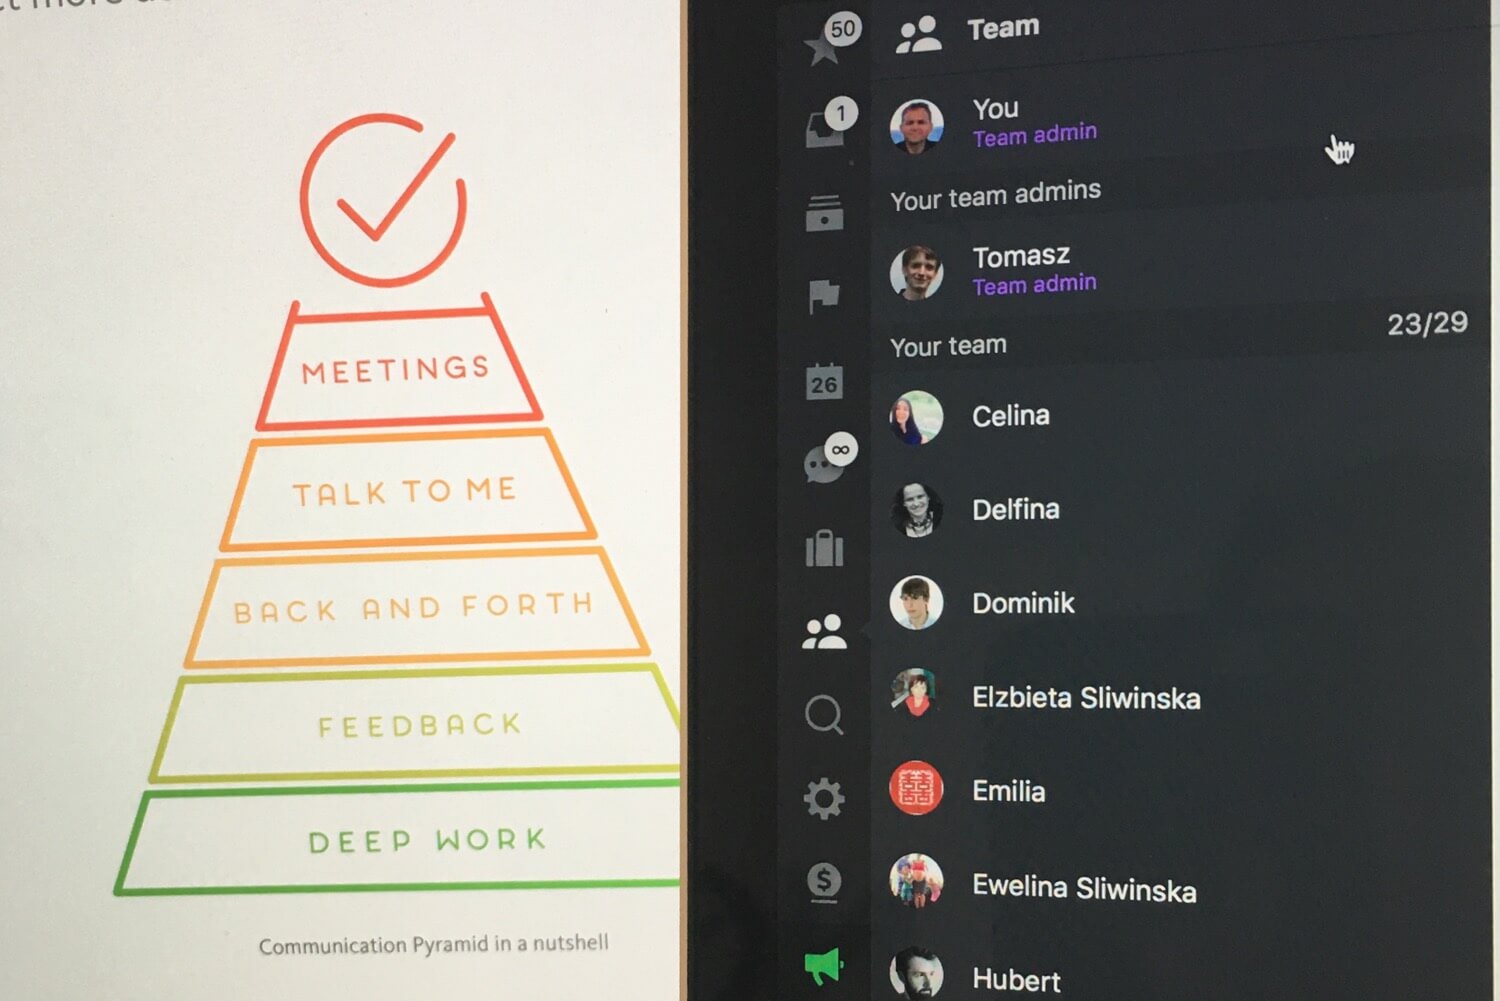 MEETINGS
TALK TO ME
BACK AND FORTH
FEEDBACK
DEEP WORK
Communication Pyramid in a nutshell
50
1
26
∞
$
Team
You
Team admin
Your team admins
Tomasz
Team admin
Your team
23/29
Celina
Delfina
Dominik
Elzbieta Sliwinska
Emilia
Ewelina Sliwinska
Hubert